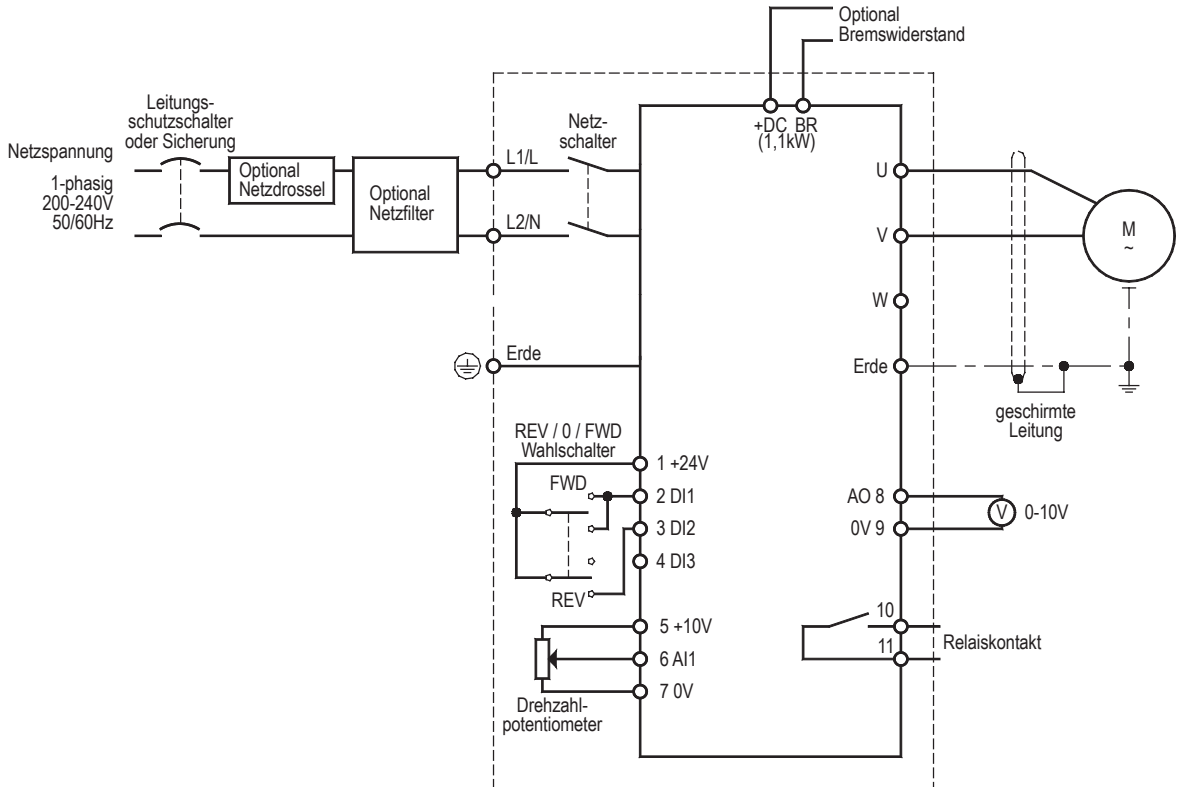 Optional
Bremswiderstand
Leitungs-
schutzschalter
oder Sicherung
Netzspannung
1-phasig
200-240V
50/60Hz
Optional
Netzdrossel
Optional
Netzfilter
L1/L
L2/N
Netz-
schalter
+DC BR
(1,1kW)
U
V
W
Erde
M
~
Erde
geschirmte
Leitung
REV / 0 / FWD
Wahlschalter
FWD
REV
1 +24V
2 DI1
3 DI2
4 DI3
5 +10V
6 AI1
7 0V
Drehzahl-
potentiometer
AO 8
0V 9
V
0-10V
10
11
Relaiskontakt